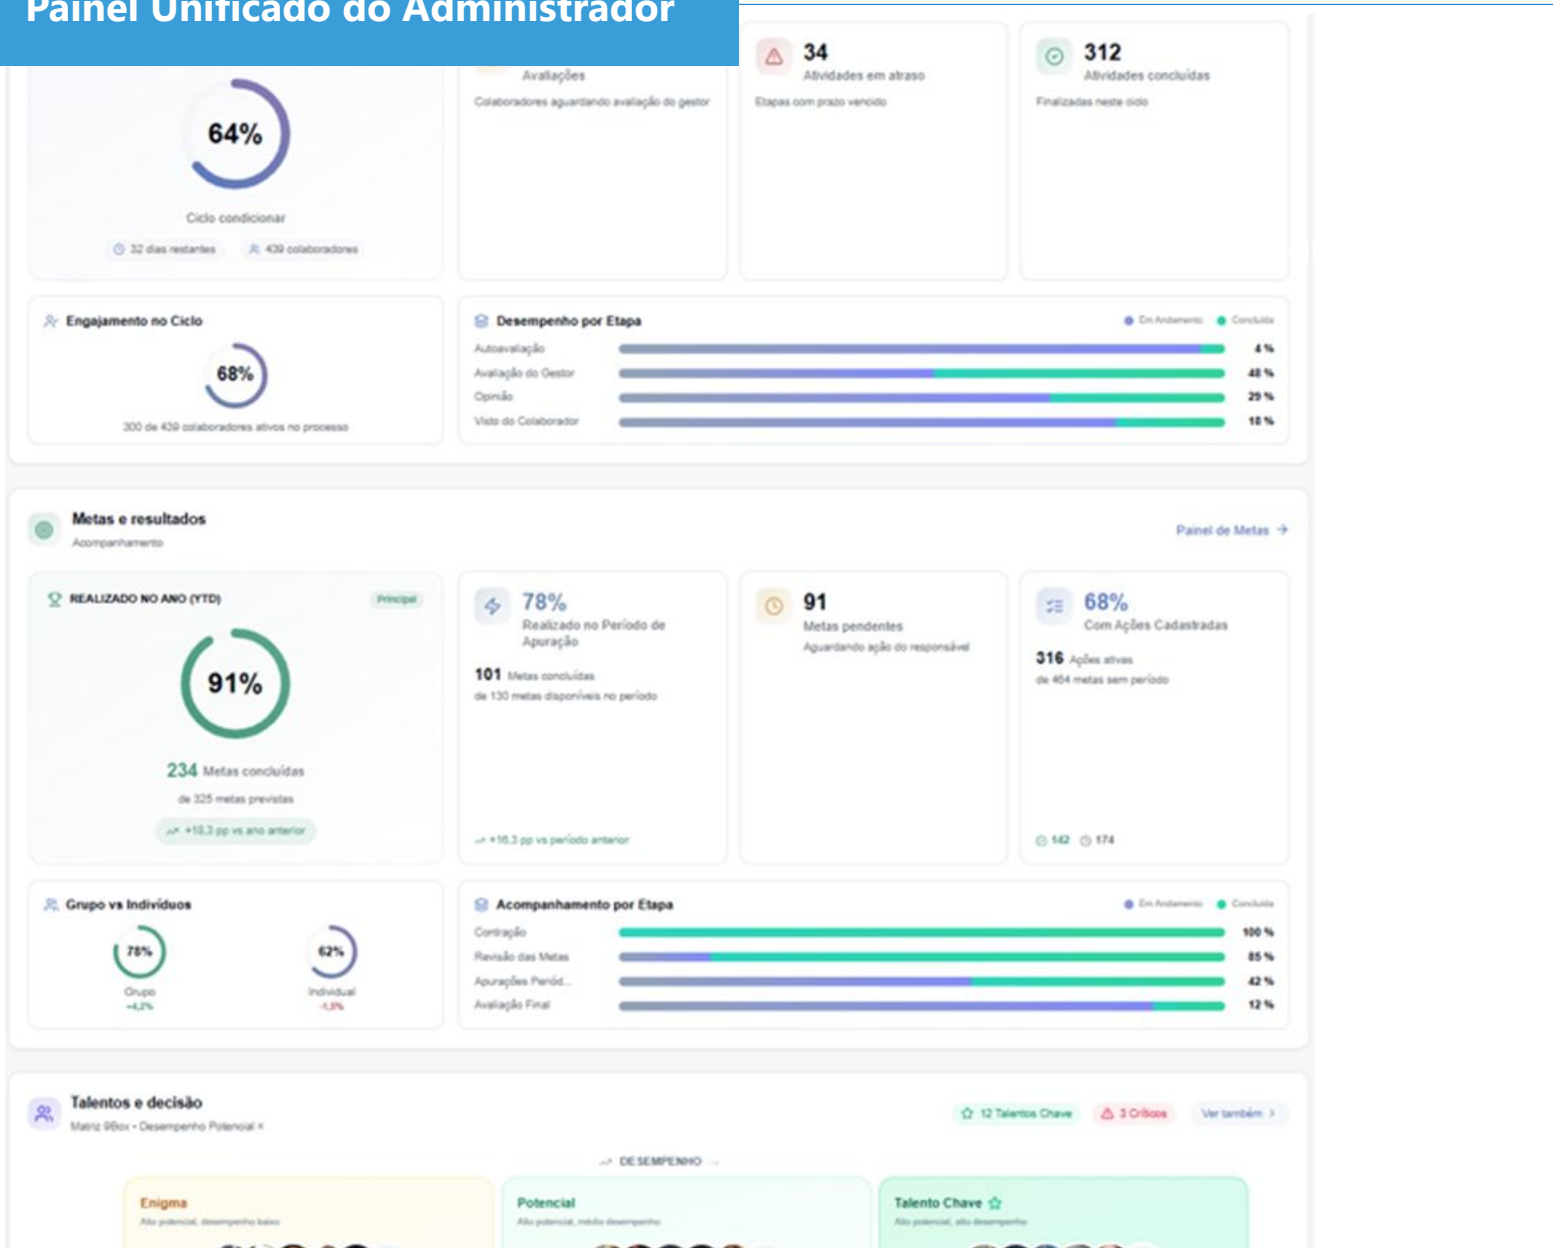 Painel Unificado do Administrador
64%
Ciclo condicionar
32 dias restantes
439 colaboradores
Avaliações
Colaboradores aguardando avaliação do gestor
34
Atividades em atraso
Etapas com prazo vencido
312
Atividades concluídas
Finalizadas neste ciclo
Engajamento no Ciclo
68%
300 de 439 colaboradores ativos no processo
Desempenho por Etapa
Em Andamento
Concluída
Autoavaliação
4 %
Avaliação do Gestor
48 %
Opinião
29 %
Visto do Colaborador
18 %
Metas e resultados
Acompanhamento
Painel de Metas
REALIZADO NO ANO (YTD)
Principal
91%
234 Metas concluídas
de 325 metas previstas
+18,3 pp vs ano anterior
78%
Realizado no Período de
Apuração
101 Metas concluídas
de 130 metas disponíveis no período
+16,3 pp vs período anterior
91
Metas pendentes
Aguardando ação do responsável
68%
Com Ações Cadastradas
316 Ações ativas
de 464 metas sem período
142
174
Grupo vs Indivíduos
78%
Grupo
+4,2%
62%
Individual
-1,5%
Acompanhamento por Etapa
Em Andamento
Concluída
Contração
100 %
Revisão das Metas
85 %
Apurações Periód...
42 %
Avaliação Final
12 %
Talentos e decisão
Matriz 9Box • Desempenho Potencial ×
12 Talentos Chave
3 Críticos
Ver também
DESEMPENHO →
Enigma
Alto potencial, desempenho baixo
Potencial
Alto potencial, médio desempenho
Talento Chave
Alto potencial, alto desempenho